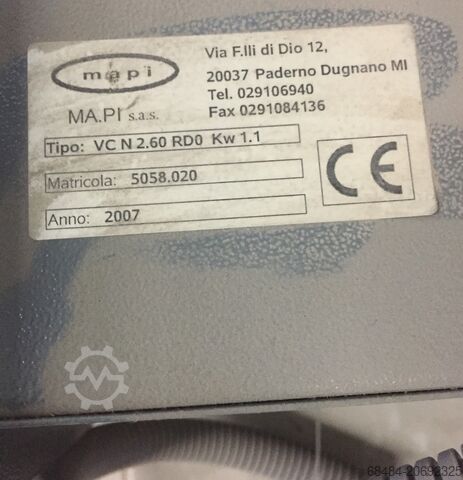 mapi
MA.PI s.a.s.
Via F.lli di Dio 12,
20037 Paderno Dugnano MI
Tel. 029106940
Fax 0291084136
Tipo: VC N 2.60 RD0 Kw 1.1
Matricola: 5058.020
Anno: 2007
CE
68484-20692325